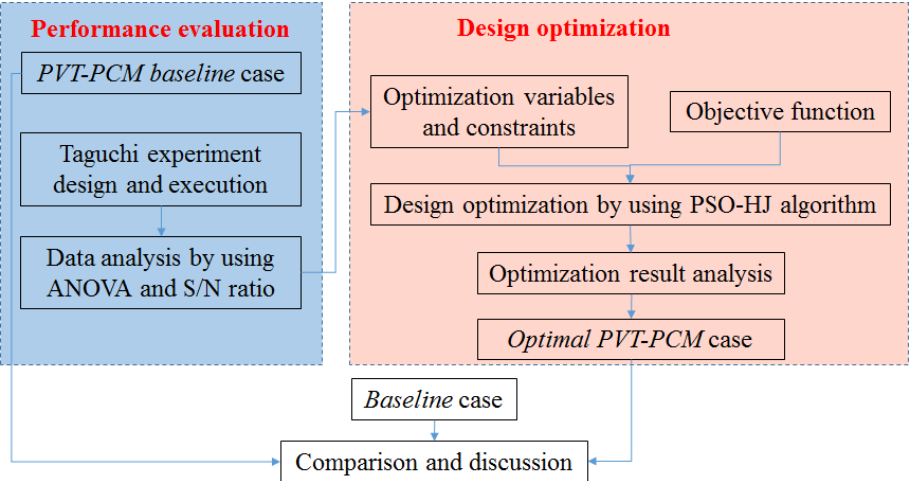 Performance evaluation
PVT-PCM baseline case
Taguchi experiment
design and execution
Data analysis by using
ANOVA and S/N ratio
Design optimization
Optimization variables
and constraints
Objective function
Design optimization by using PSO-HJ algorithm
Optimization result analysis
Optimal PVT-PCM case
Baseline case
Comparison and discussion